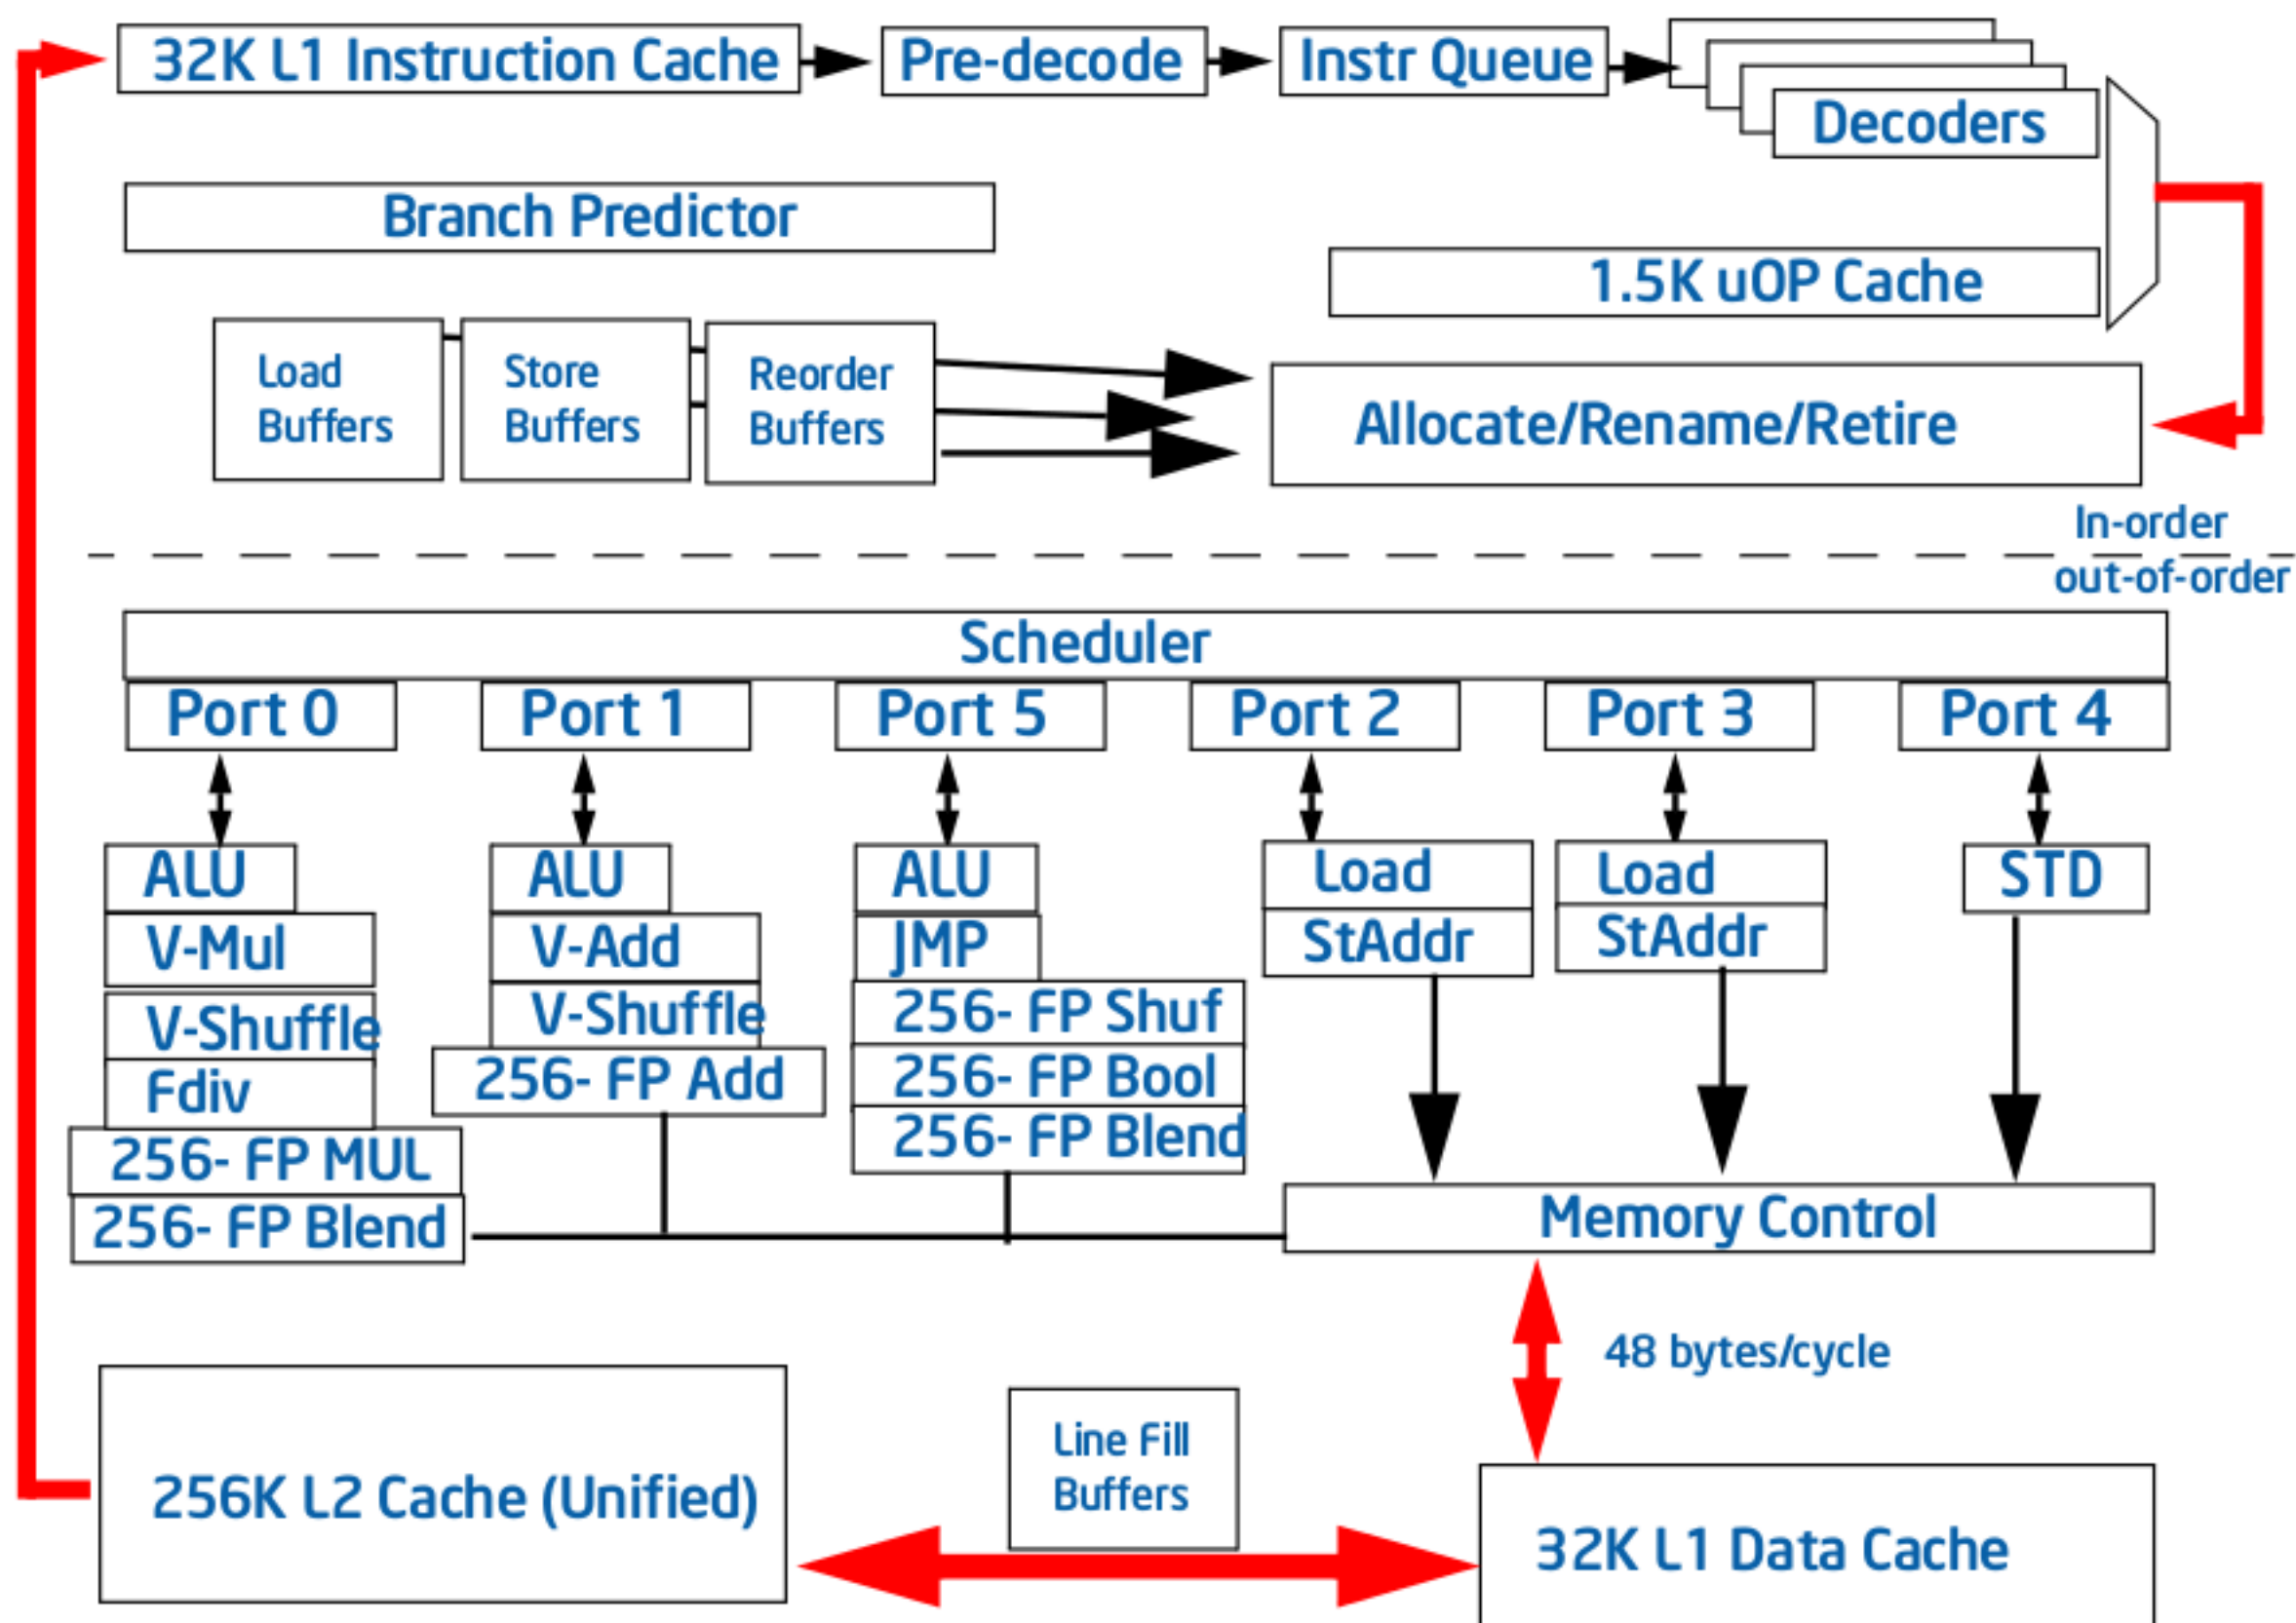 32K L1 Instruction Cache
Pre-decode
Instr Queue
Decoders
Branch Predictor
1.5K uOP Cache
Load
Buffers
Store
Buffers
Reorder
Buffers
Allocate/Rename/Retire
In-order
out-of-order
Scheduler
Port 0
Port 1
Port 5
Port 2
Port 3
Port 4
ALU
V-Mul
V-Shuffle
Fdiv
256- FP MUL
256- FP Blend
ALU
V-Add
V-Shuffle
256- FP Add
ALU
JMP
256- FP Shuf
256- FP Bool
256- FP Blend
Load
StAddr
Load
StAddr
STD
Memory Control
48 bytes/cycle
256K L2 Cache (Unified)
Line Fill
Buffers
32K L1 Data Cache